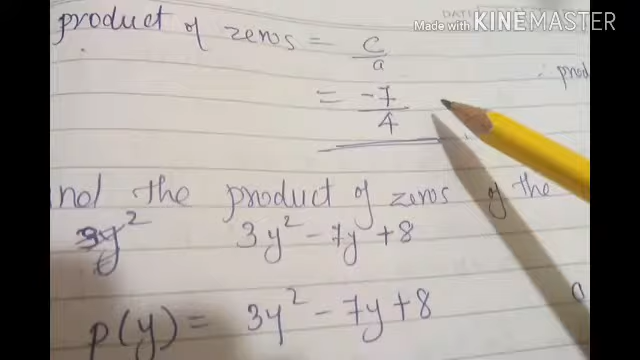 Made with KINEMASTER
product of zeros = c/a
= -7/4
nd the product of zeros of the
3y² 3y² - 7y + 8
p(y) = 3y² - 7y + 8